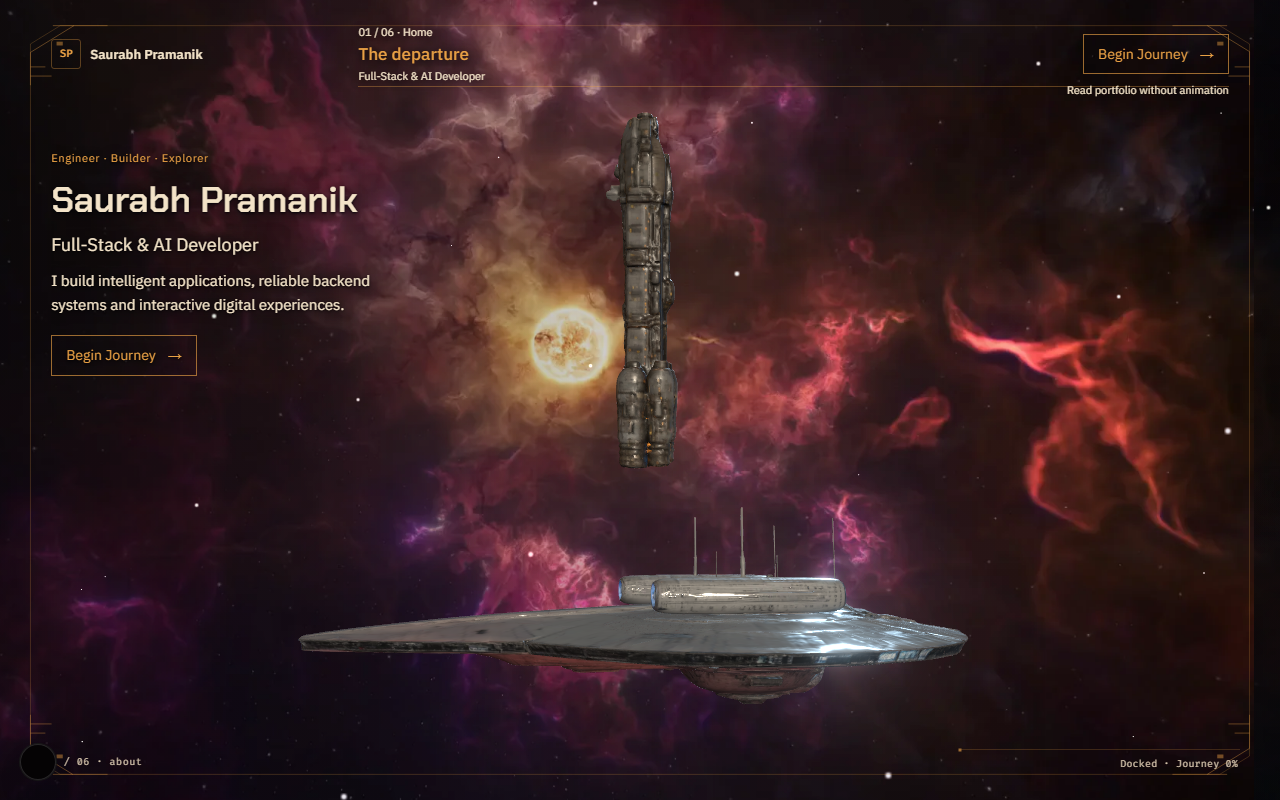 SP
Saurabh Pramanik
01 / 06 · Home
The departure
Full-Stack & AI Developer
Begin Journey →
Read portfolio without animation
Engineer · Builder · Explorer
Saurabh Pramanik
Full-Stack & AI Developer
I build intelligent applications, reliable backend
systems and interactive digital experiences.
Begin Journey →
/ 06 · about
Docked · Journey 0%